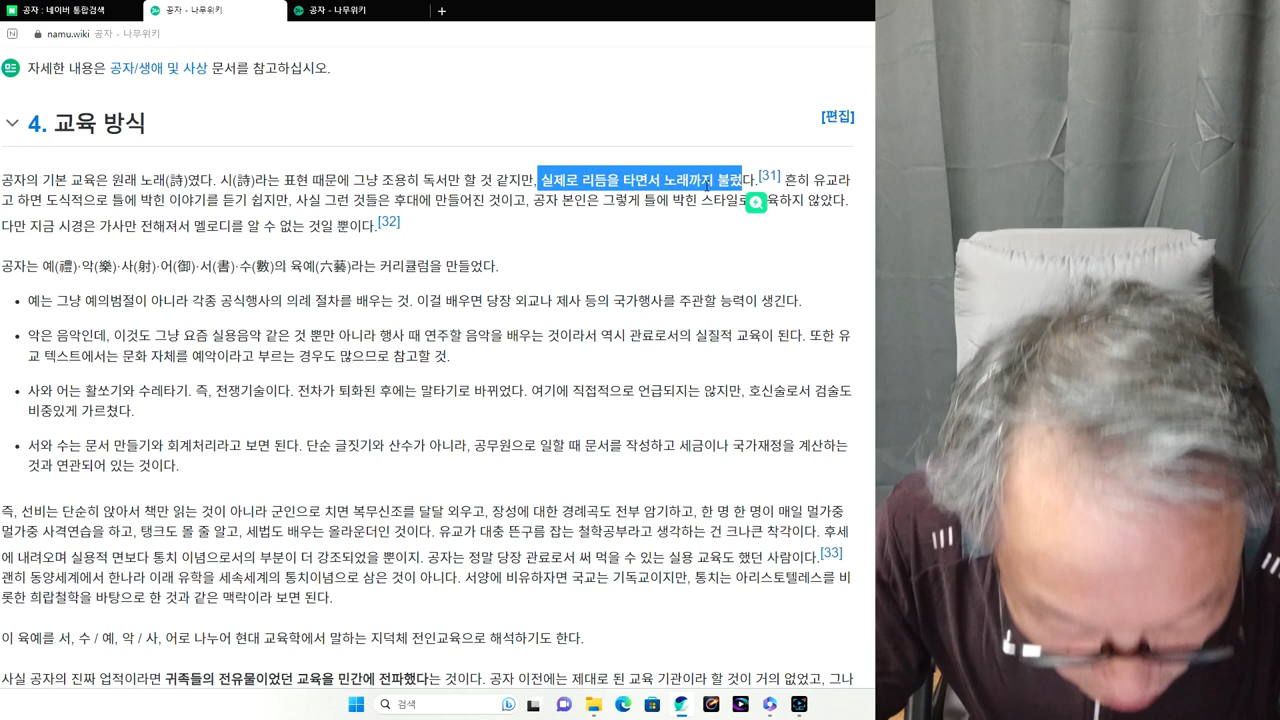 공자 : 네이버 통합검색
공자 - 나무위키
공자 - 나무위키
namu.wiki 공자 - 나무위키
자세한 내용은 공자/생애 및 사상 문서를 참고하십시오.
4. 교육 방식
[편집]
공자의 기본 교육은 원래 노래(詩)였다. 시(詩)라는 표현 때문에 그냥 조용히 독서만 할 것 같지만, 실제로 리듬을 타면서 노래까지 불렀다.[31] 흔히 유교라
고 하면 도식적으로 틀에 박힌 이야기를 듣기 쉽지만, 사실 그런 것들은 후대에 만들어진 것이고, 공자 본인은 그렇게 틀에 박힌 스타일로 육하지 않았다.
다만 지금 시경은 가사만 전해져서 멜로디를 알 수 없는 것일 뿐이다.[32]
공자는 예(禮)·악(樂)·사(射)·어(御)·서(書)·수(數)의 육예(六藝)라는 커리큘럼을 만들었다.
• 예는 그냥 예의범절이 아니라 각종 공식행사의 의례 절차를 배우는 것. 이걸 배우면 당장 외교나 제사 등의 국가행사를 주관할 능력이 생긴다.
• 악은 음악인데, 이것도 그냥 요즘 실용음악 같은 것 뿐만 아니라 행사 때 연주할 음악을 배우는 것이라서 역시 관료로서의 실질적 교육이 된다. 또한 유
교 텍스트에서는 문화 자체를 예악이라고 부르는 경우도 많으므로 참고할 것.
• 사와 어는 활쏘기와 수레타기. 즉, 전쟁기술이다. 전차가 퇴화된 후에는 말타기로 바뀌었다. 여기에 직접적으로 언급되지는 않지만, 호신술로서 검술도
비중있게 가르쳤다.
• 서와 수는 문서 만들기와 회계처리라고 보면 된다. 단순 글짓기와 산수가 아니라, 공무원으로 일할 때 문서를 작성하고 세금이나 국가재정을 계산하는
것과 연관되어 있는 것이다.
즉, 선비는 단순히 앉아서 책만 읽는 것이 아니라 군인으로 치면 복무신조를 달달 외우고, 장성에 대한 경례곡도 전부 암기하고, 한 명 한 명이 매일 멀가중
멀가중 사격연습을 하고, 탱크도 몰 줄 알고, 세법도 배우는 올라운더인 것이다. 유교가 대충 뜬구름 잡는 철학공부라고 생각하는 건 크나큰 착각이다. 후세
에 내려오며 실용적 면보다 통치 이념으로서의 부분이 더 강조되었을 뿐이지. 공자는 정말 당장 관료로서 써 먹을 수 있는 실용 교육도 했던 사람이다.[33]
괜히 동양세계에서 한나라 이래 유학을 세속세계의 통치이념으로 삼은 것이 아니다. 서양에 비유하자면 국교는 기독교이지만, 통치는 아리스토텔레스를 비
롯한 희랍철학을 바탕으로 한 것과 같은 맥락이라 보면 된다.
이 육예를 서, 수 / 예, 악 / 사, 어로 나누어 현대 교육학에서 말하는 지덕체 전인교육으로 해석하기도 한다.
사실 공자의 진짜 업적이라면 귀족들의 전유물이었던 교육을 민간에 전파했다는 것이다. 공자 이전에는 제대로 된 교육 기관이라 할 것이 거의 없었고, 그나
검색